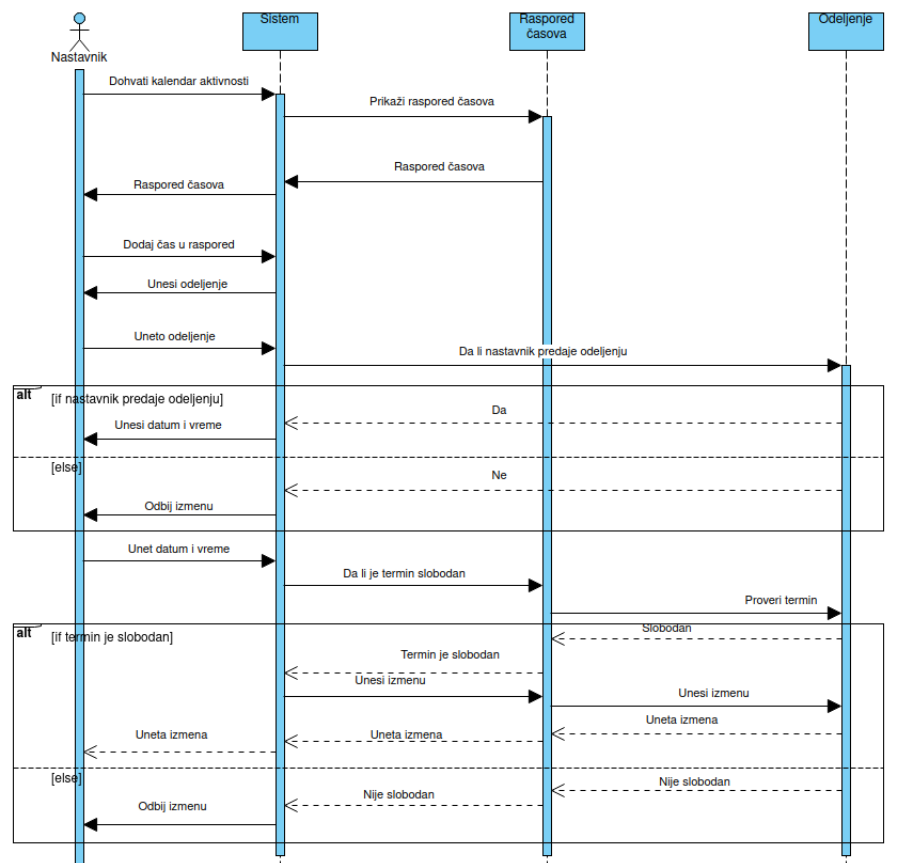 Nastavnik
Sistem
Raspored
časova
Odeljenje
Dohvati kalendar aktivnosti
Prikaži raspored časova
Raspored časova
Raspored časova
Dodaj čas u raspored
Unesi odeljenje
Uneto odeljenje
Da li nastavnik predaje odeljenju
alt
[if nastavnik predaje odeljenju]
Da
Unesi datum i vreme
[else]
Ne
Odbij izmenu
Unet datum i vreme
Da li je termin slobodan
Proveri termin
alt
[if termin je slobodan]
Slobodan
Termin je slobodan
Unesi izmenu
Unesi izmenu
Uneta izmena
Uneta izmena
Uneta izmena
[else]
Nije slobodan
Nije slobodan
Odbij izmenu